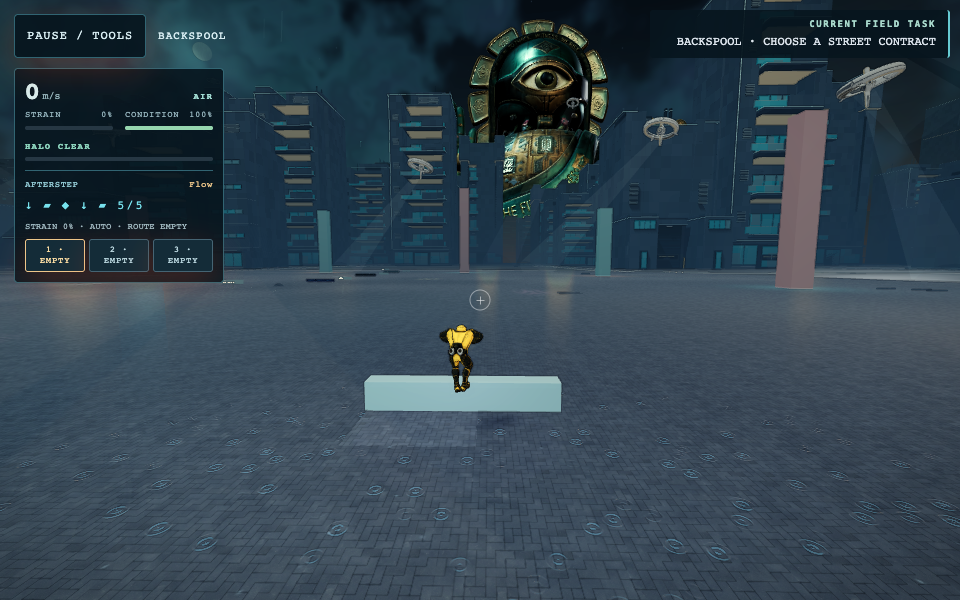 PAUSE / TOOLS
BACKSPOOL
CURRENT FIELD TASK
BACKSPOOL · CHOOSE A STREET CONTRACT
0 m/s
AIR
STRAIN 0%
CONDITION 100%
HALO CLEAR
AFTERSTEP
Flow
5/5
STRAIN 0% · AUTO · ROUTE EMPTY
1 · EMPTY
2 · EMPTY
3 · EMPTY